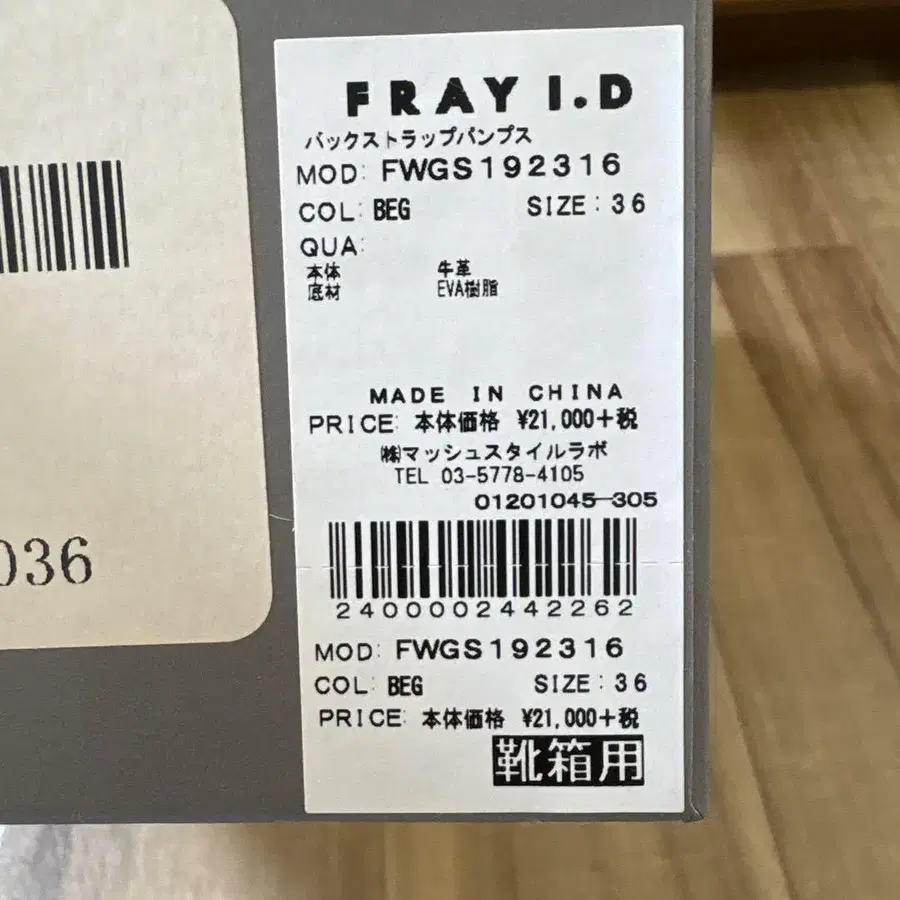 FRAY I.D
バックストラップパンプス
MOD: FWGS192316
COL: BEG SIZE: 36
QUA:
本体 牛革
底材 EVA樹脂
MADE IN CHINA
PRICE: 本体価格 ¥21,000+税
㈱マッシュスタイルラボ
TEL 03-5778-4105
01201045-305
2400002442262
MOD: FWGS192316
COL: BEG SIZE: 36
PRICE: 本体価格 ¥21,000+税
靴箱用
036